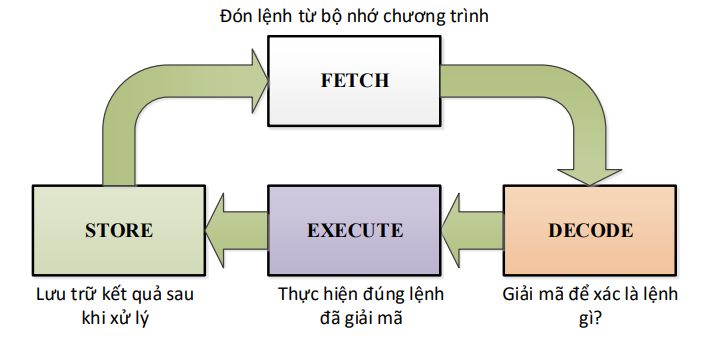 Đón lệnh từ bộ nhớ chương trình
FETCH
STORE
EXECUTE
DECODE
Lưu trữ kết quả sau
khi xử lý
Thực hiện đúng lệnh
đã giải mã
Giải mã để xác là lệnh
gì?